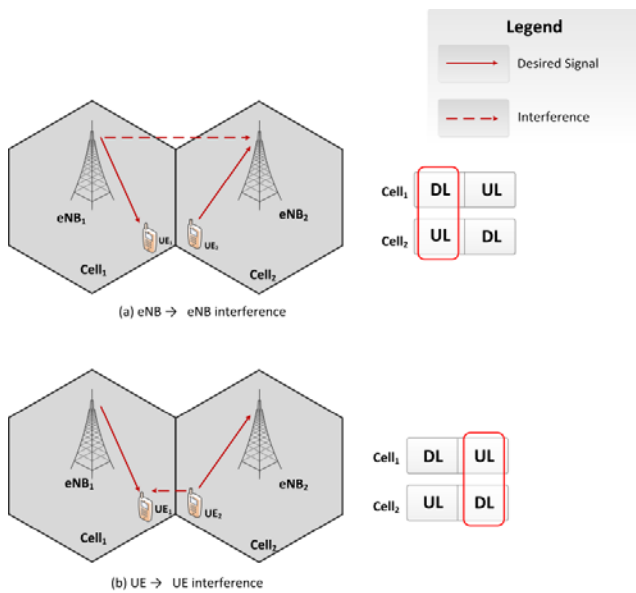 Legend
Desired Signal
Interference
eNB₁
eNB₂
UE₁
UE₂
Cell₁
Cell₂
Cell₁ DL UL
Cell₂ UL DL
(a) eNB → eNB interference
eNB₁
eNB₂
UE₁
UE₂
Cell₁
Cell₂
Cell₁ DL UL
Cell₂ UL DL
(b) UE → UE interference